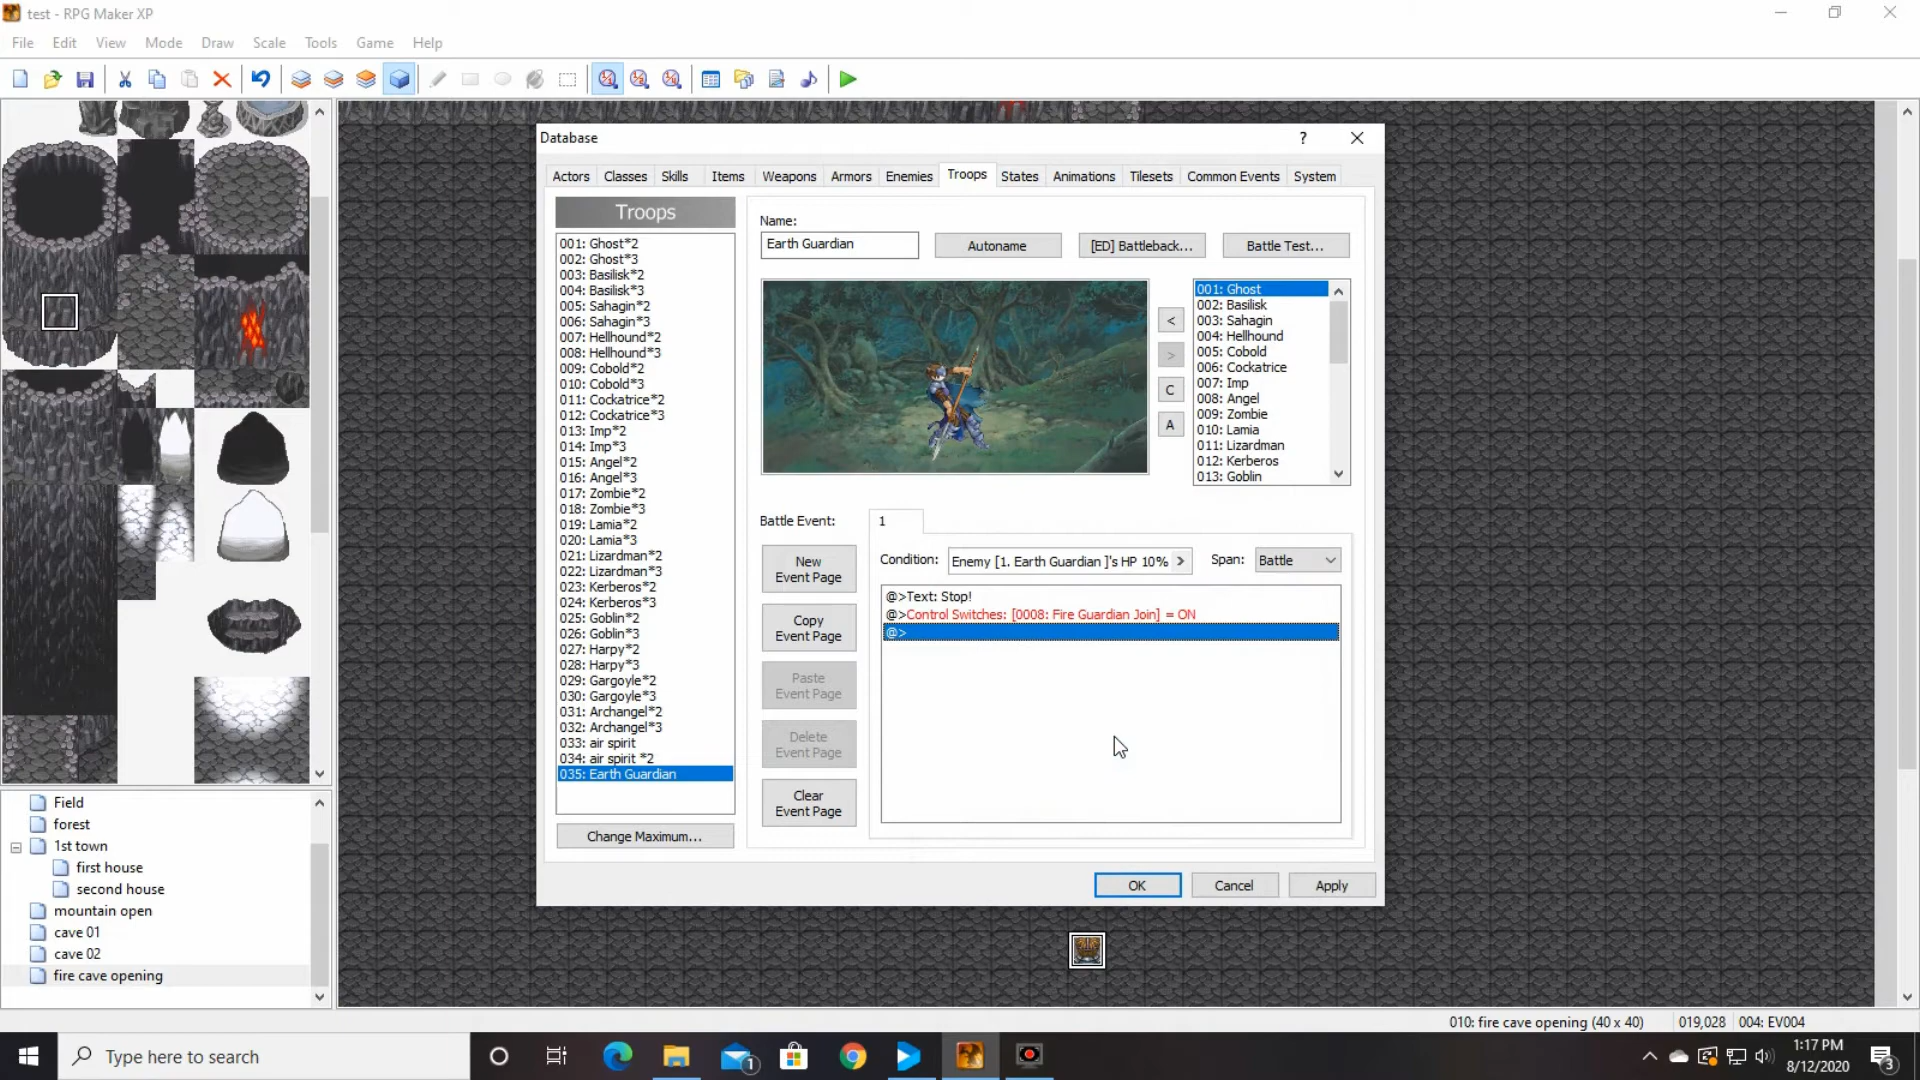 test - RPG Maker XP
File Edit View Mode Draw Scale Tools Game Help
Database
?
Actors Classes Skills Items Weapons Armors Enemies Troops States Animations Tilesets Common Events System
Troops
001: Ghost*2
002: Ghost*3
003: Basilisk*2
004: Basilisk*3
005: Sahagin*2
006: Sahagin*3
007: Hellhound*2
008: Hellhound*3
009: Cobold*2
010: Cobold*3
011: Cockatrice*2
012: Cockatrice*3
013: Imp*2
014: Imp*3
015: Angel*2
016: Angel*3
017: Zombie*2
018: Zombie*3
019: Lamia*2
020: Lamia*3
021: Lizardman*2
022: Lizardman*3
023: Kerberos*2
024: Kerberos*3
025: Goblin*2
026: Goblin*3
027: Harpy*2
028: Harpy*3
029: Gargoyle*2
030: Gargoyle*3
031: Archangel*2
032: Archangel*3
033: air spirit
034: air spirit *2
035: Earth Guardian
Change Maximum...
Name:
Earth Guardian
Autoname
[ED] Battleback...
Battle Test...
<
>
C
A
001: Ghost
002: Basilisk
003: Sahagin
004: Hellhound
005: Cobold
006: Cockatrice
007: Imp
008: Angel
009: Zombie
010: Lamia
011: Lizardman
012: Kerberos
013: Goblin
Battle Event:
1
New
Event Page
Copy
Event Page
Paste
Event Page
Delete
Event Page
Clear
Event Page
Condition: Enemy [1. Earth Guardian ]'s HP 10% > Span: Battle
@>Text: Stop!
@>Control Switches: [0008: Fire Guardian Join] = ON
@>
OK Cancel Apply
Field
forest
1st town
first house
second house
mountain open
cave 01
cave 02
fire cave opening
010: fire cave opening (40 x 40) 019,028 004: EV004
Type here to search
1
1:17 PM
8/12/2020
3